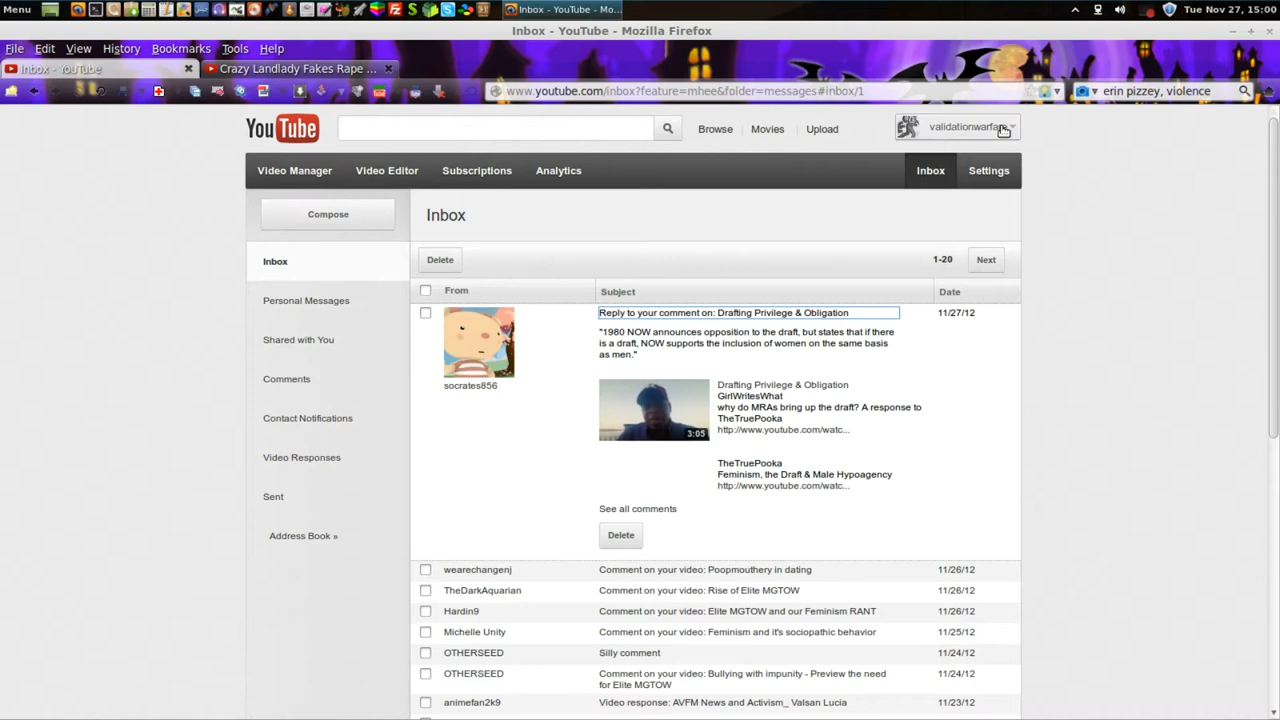 Menu
Inbox - YouTube - Mo...
Tue Nov 27, 15:00
Inbox - YouTube - Mozilla Firefox
File Edit View History Bookmarks Tools Help
Inbox - YouTube
Crazy Landlady Fakes Rape ...
www.youtube.com/inbox?feature=mhee&folder=messages#inbox/1
erin pizzey, violence
YouTube
Browse Movies Upload
Video Manager Video Editor Subscriptions Analytics Inbox Settings
Compose
Inbox
Inbox
Personal Messages
Shared with You
Comments
Contact Notifications
Video Responses
Sent
Address Book »
Delete 1-20 Next
From Subject Date
Reply to your comment on: Drafting Privilege & Obligation 11/27/12
socrates856
"1980 NOW announces opposition to the draft, but states that if there
is a draft, NOW supports the inclusion of women on the same basis
as men."
3:05
Drafting Privilege & Obligation
GirlWritesWhat
why do MRAs bring up the draft? A response to
TheTruePooka
http://www.youtube.com/watc...
TheTruePooka
Feminism, the Draft & Male Hypoagency
http://www.youtube.com/watc...
See all comments
Delete
wearechangenj Comment on your video: Poopmouthery in dating 11/26/12
TheDarkAquarian Comment on your video: Rise of Elite MGTOW 11/26/12
Hardin9 Comment on your video: Elite MGTOW and our Feminism RANT 11/26/12
Michelle Unity Comment on your video: Feminism and it's sociopathic behavior 11/25/12
OTHERSEED Silly comment 11/24/12
OTHERSEED Comment on your video: Bullying with impunity - Preview the need 11/24/12
for Elite MGTOW
animefan2k9 Video response: AVFM News and Activism_ Valsan Lucia 11/23/12